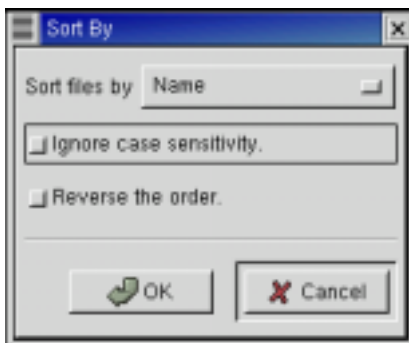 Sort By
Sort files by Name
Ignore case sensitivity.
Reverse the order.
OK Cancel